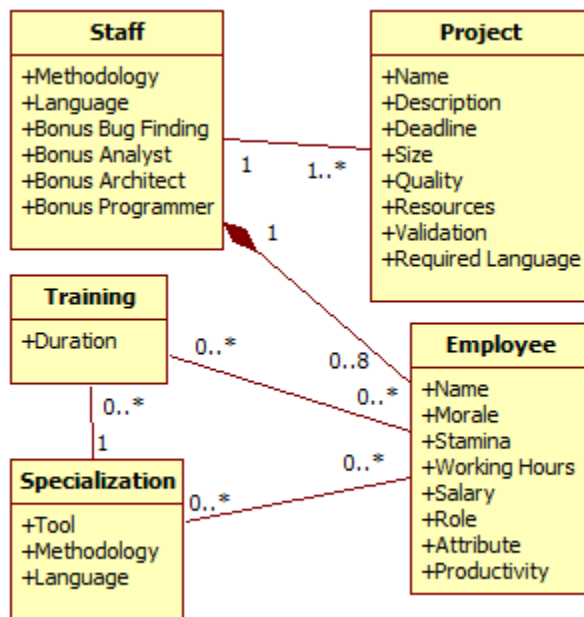 Staff
+Methodology
+Language
+Bonus Bug Finding
+Bonus Analyst
+Bonus Architect
+Bonus Programmer
Project
+Name
+Description
+Deadline
+Size
+Quality
+Resources
+Validation
+Required Language
1
1..*
1
0..8
Training
+Duration
0..*
0..*
0..*
1
Employee
+Name
+Morale
+Stamina
+Working Hours
+Salary
+Role
+Attribute
+Productivity
0..*
0..*
Specialization
+Tool
+Methodology
+Language